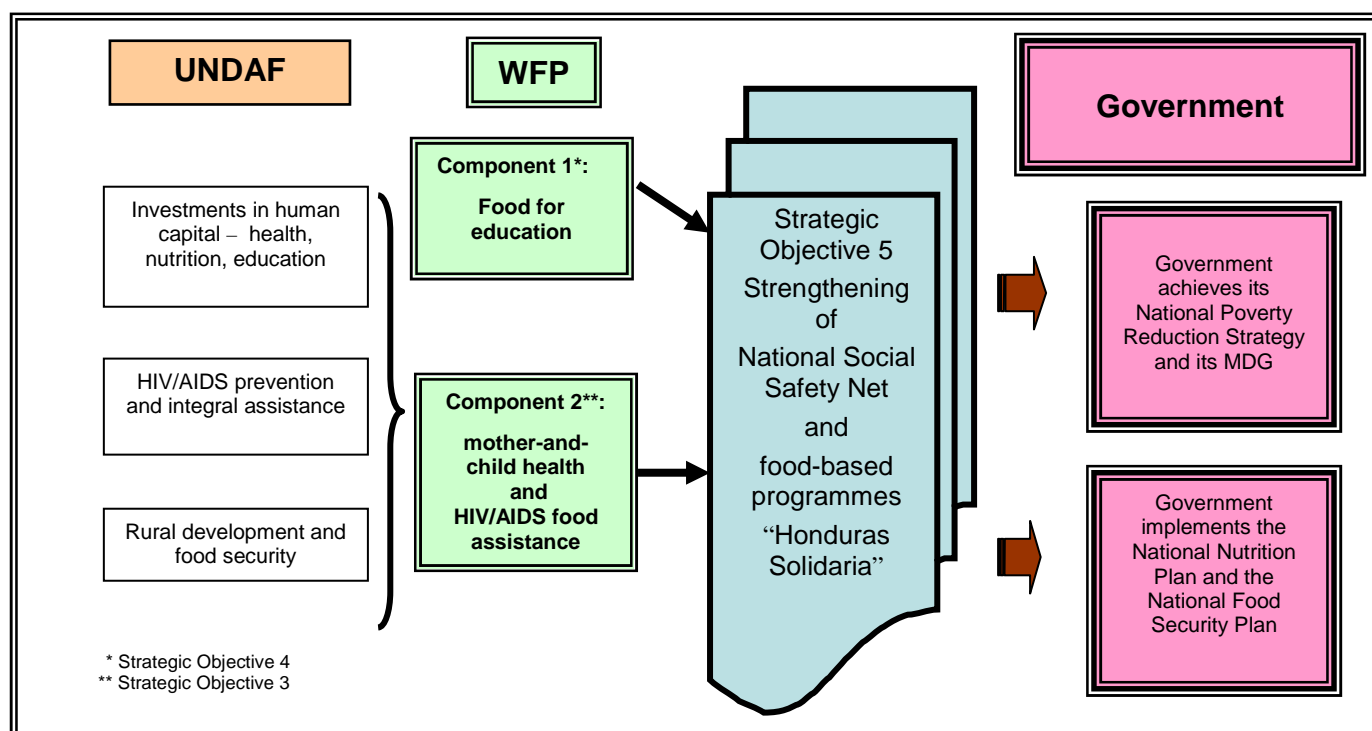 UNDAF
Investments in human
capital – health,
nutrition, education
HIV/AIDS prevention
and integral assistance
Rural development and
food security
* Strategic Objective 4
** Strategic Objective 3
WFP
Component 1*:
Food for
education
Component 2**:
mother-and-
child health
and
HIV/AIDS food
assistance
Strategic
Objective 5
Strengthening
of
National Social
Safety Net
and
food-based
programmes
“Honduras
Solidaria”
Government
Government
achieves its
National Poverty
Reduction Strategy
and its MDG
Government
implements the
National Nutrition
Plan and the
National Food
Security Plan